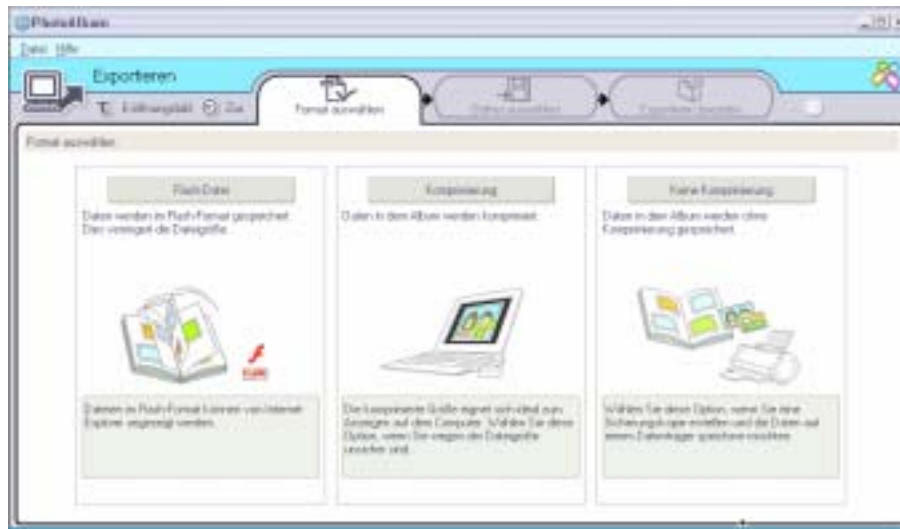 PhotoAlbum
Datei Hilfe
Exportieren
Format auswählen
Format auswählen
Flash-Datei
Komprimierung
Keine Komprimierung
Daten werden im Flash-Format gespeichert.
Dies verringert die Dateigröße.
Daten in dem Album werden komprimiert.
Daten in dem Album werden ohne
Komprimierung gespeichert.
Dateien im Flash-Format können von Internet
Explorer angezeigt werden.
Die komprimierte Größe eignet sich ideal zum
Anzeigen auf dem Computer. Wählen Sie diese
Option, wenn Sie wegen der Dateigröße
unsicher sind.
Wählen Sie diese Option, wenn Sie eine
Sicherungskopie erstellen und die Daten auf
einem Datenträger speichern möchten.